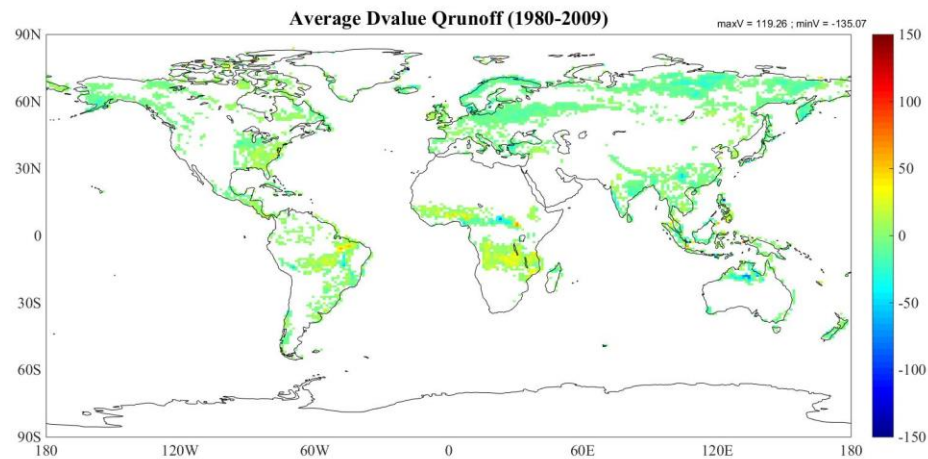 Average Dvalue Qrunoff (1980-2009)
maxV = 119.26 ; minV = -135.07
90N
60N
30N
0
30S
60S
90S
180
120W
60W
0
60E
120E
180
150
100
50
0
-50
-100
-150